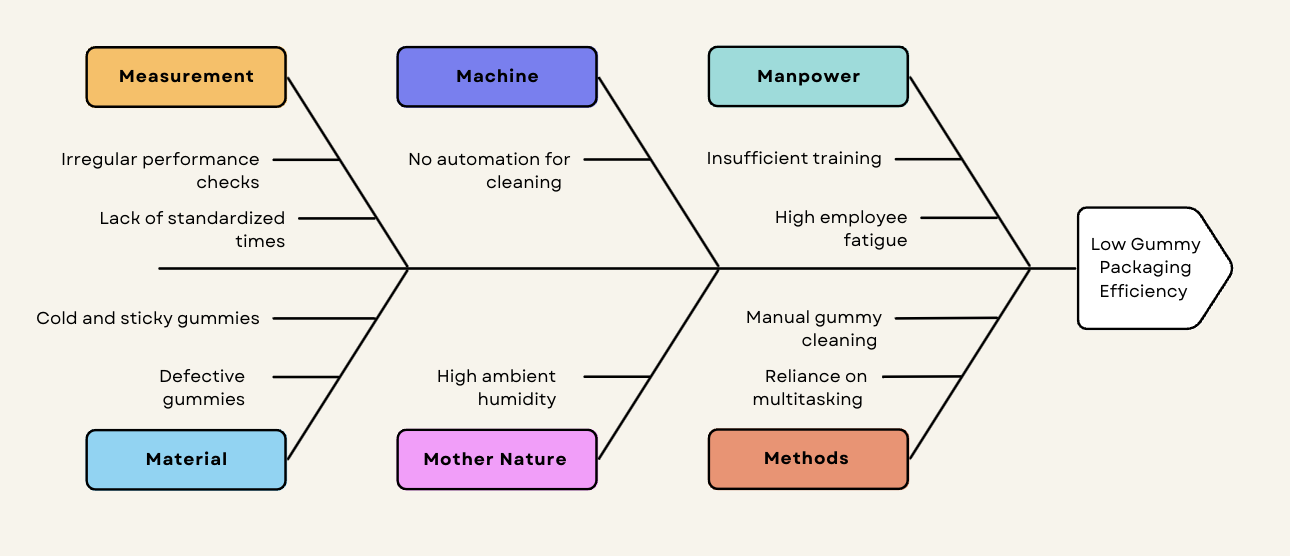 Measurement
Machine
Manpower
Irregular performance
checks
Lack of standardized
times
No automation for
cleaning
Insufficient training
High employee
fatigue
Low Gummy
Packaging
Efficiency
Cold and sticky gummies
Defective
gummies
High ambient
humidity
Manual gummy
cleaning
Reliance on
multitasking
Material
Mother Nature
Methods